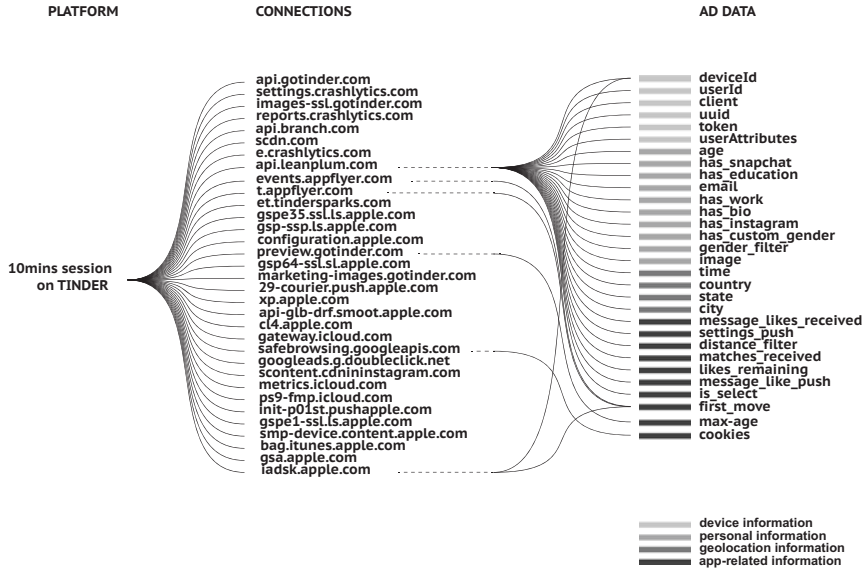 PLATFORM
CONNECTIONS
AD DATA
10mins session
on TINDER
api.gotinder.com
settings.crashlytics.com
images-ssl.gotinder.com
reports.crashlytics.com
api.branch.com
scdn.com
e.crashlytics.com
api.leanplum.com
events.appflyer.com
t.appflyer.com
et.tindersparks.com
gspe35.ssl.ls.apple.com
gsp-ssp.ls.apple.com
configuration.apple.com
preview.gotinder.com
gsp64-ssl.sl.apple.com
marketing-images.gotinder.com
29-courier.push.apple.com
xp.apple.com
api-glb-drf.smoot.apple.com
cl4.apple.com
gateway.icloud.com
safebrowsing.googleapis.com
googleads.g.doubleclick.net
scontent.cdnininstagram.com
metrics.icloud.com
ps9-fmp.icloud.com
init-p01st.pushapple.com
gspe1-ssl.ls.apple.com
smp-device.content.apple.com
bag.itunes.apple.com
gsa.apple.com
iadsk.apple.com
deviceId
userId
client
uuid
token
userAttributes
age
has_snapchat
has_education
email
has_work
has_bio
has_instagram
has_custom_gender
gender_filter
image
time
country
state
city
message_likes_received
settings_push
distance_filter
matches_received
likes_remaining
message_like_push
is_select
first_move
max-age
cookies
device information
personal information
geolocation information
app-related information